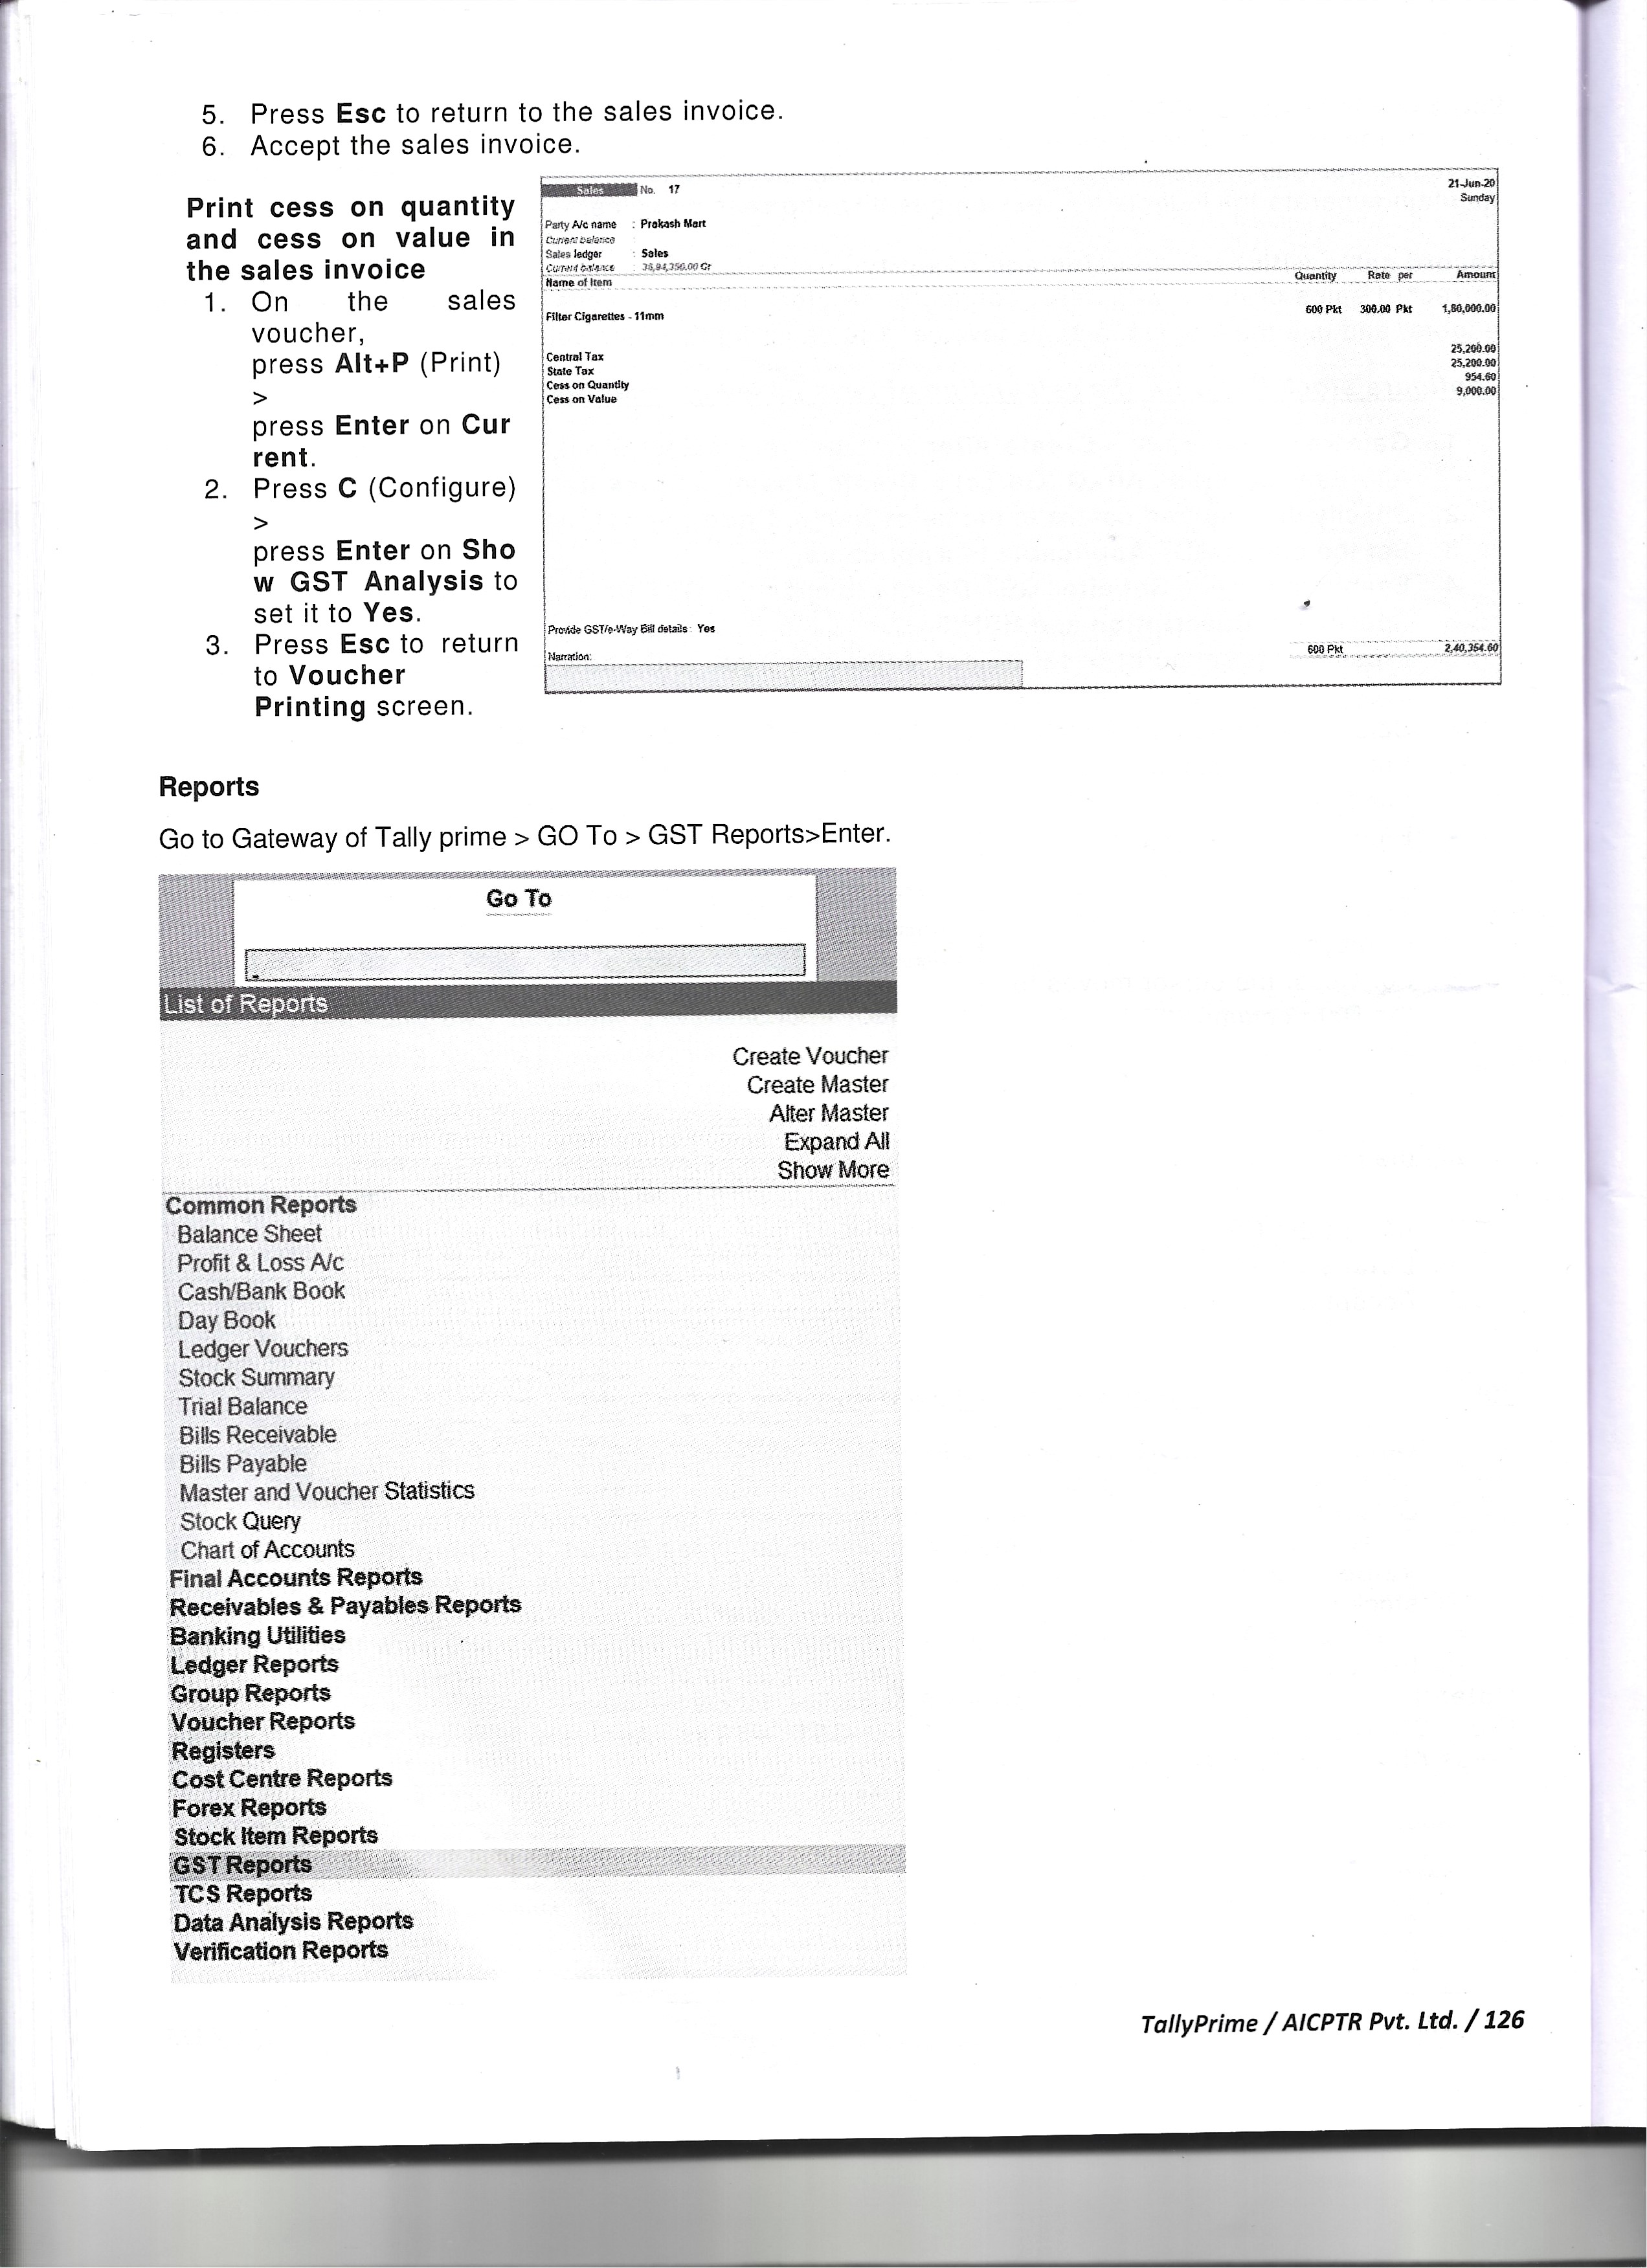 5. Press Esc to return to the sales invoice.
6. Accept the sales invoice.
Print cess on quantity
and cess on value in
the sales invoice
1. On the sales
voucher,
press Alt+P (Print)
>
press Enter on Cur
rent.
2. Press C (Configure)
>
press Enter on Sho
w GST Analysis to
set it to Yes.
3. Press Esc to return
to Voucher
Printing screen.
Sales No. 17 21-Jun-20
Sunday
Party A/c name : Prakash Mart
Current balance :
Sales ledger : Sales
Current balance : 36,94,350.00 Cr
Name of Item Quantity Rate per Amount
Filter Cigarettes - 11mm 600 Pkt 300.00 Pkt 1,80,000.00
Central Tax 25,200.00
State Tax 25,200.00
Cess on Quantity 954.60
Cess on Value 9,000.00
Provide GST/e-Way Bill details : Yes
Narration: 600 Pkt 2,40,354.60
Reports
Go to Gateway of Tally prime > GO To > GST Reports>Enter.
Go To
List of Reports
Create Voucher
Create Master
Alter Master
Expand All
Show More
Common Reports
Balance Sheet
Profit & Loss A/c
Cash/Bank Book
Day Book
Ledger Vouchers
Stock Summary
Trial Balance
Bills Receivable
Bills Payable
Master and Voucher Statistics
Stock Query
Chart of Accounts
Final Accounts Reports
Receivables & Payables Reports
Banking Utilities
Ledger Reports
Group Reports
Voucher Reports
Registers
Cost Centre Reports
Forex Reports
Stock Item Reports
GST Reports
TCS Reports
Data Analysis Reports
Verification Reports
TallyPrime / AICPTR Pvt. Ltd. / 126